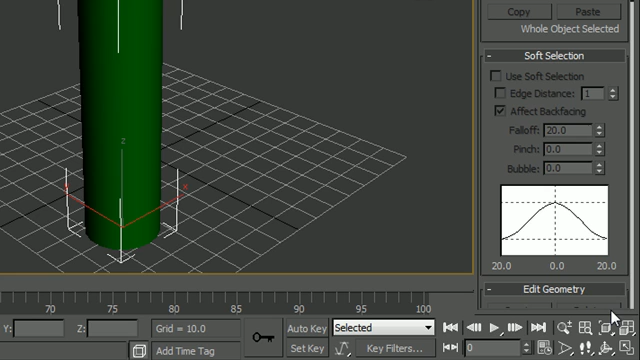 Copy Paste
Whole Object Selected
- Soft Selection
Use Soft Selection
Edge Distance: 1
Affect Backfacing
Falloff: 20.0
Pinch: 0.0
Bubble: 0.0
20.0 0.0 20.0
- Edit Geometry
z
x
70 75 80 85 90 95 100
Y: Z: Grid = 10.0 Auto Key Selected
Add Time Tag Set Key Key Filters... 0